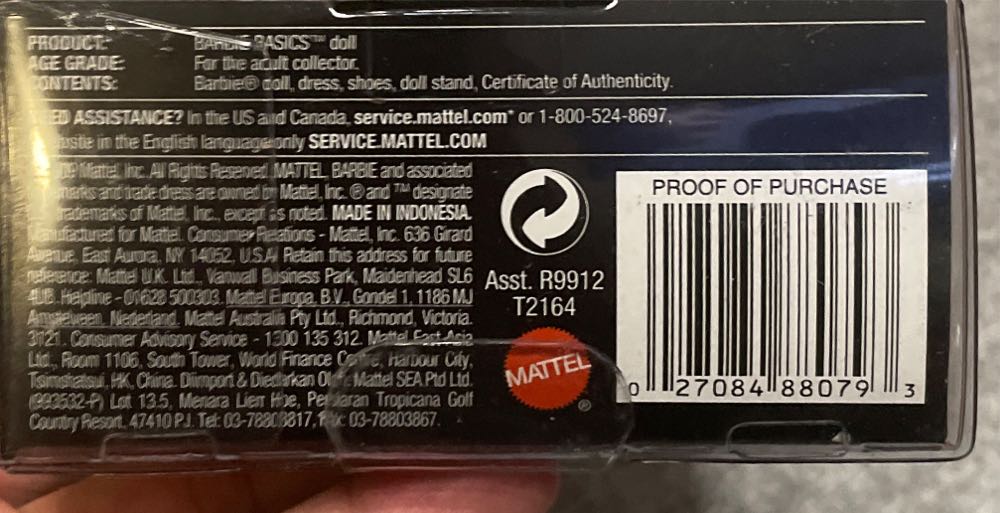 PRODUCT: BARBIE BASICS™ doll
AGE GRADE: For the adult collector.
CONTENTS: Barbie® doll, dress, shoes, doll stand, Certificate of Authenticity.
ASSISTANCE? In the US and Canada, service.mattel.com* or 1-800-524-8697,
in the English language only SERVICE.MATTEL.COM
Mattel, Inc. All Rights Reserved. MATTEL, BARBIE and associated
and trade dress are owned by Mattel, Inc. ® and ™ designate
trademarks of Mattel, Inc., except as noted. MADE IN INDONESIA.
Manufactured for Mattel. Consumer Relations - Mattel, Inc. 636 Girard
Avenue, East Aurora, NY 14052, U.S.A. Retain this address for future
reference: Mattel U.K. Ltd., Vanwall Business Park, Maidenhead SL6
4UB. Helpline - 01628 500303. Mattel Europa, B.V., Gondel 1, 1186 MJ
Amstelveen, Nederland. Mattel Australia Pty Ltd., Richmond, Victoria.
3121. Consumer Advisory Service - 1300 135 312. Mattel East Asia
Ltd., Room 1106, South Tower, World Finance Centre, Harbour City,
Tsimshatsui, HK, China. Diimport & Diedarkan Oleh: Mattel SEA Ptd Ltd.
(993532-P) Lot 13.5, Menara Lien Hoe, Persiaran Tropicana Golf
Country Resort, 47410 PJ. Tel: 03-78803817, Fax: 03-78803867.
Asst. R9912
T2164
MATTEL
®
PROOF OF PURCHASE
0 27084 88079 3